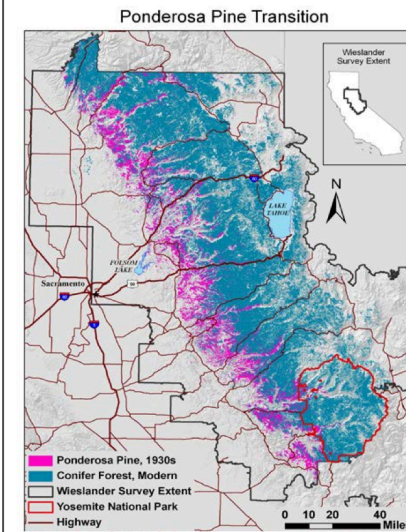 Ponderosa Pine Transition
Wieslander
Survey Extent
N
LAKE
TAHOE
FOLSOM
LAKE
Sacramento
Ponderosa Pine, 1930s
Conifer Forest, Modern
Wieslander Survey Extent
Yosemite National Park
Highway
0 10 20 40
Miles